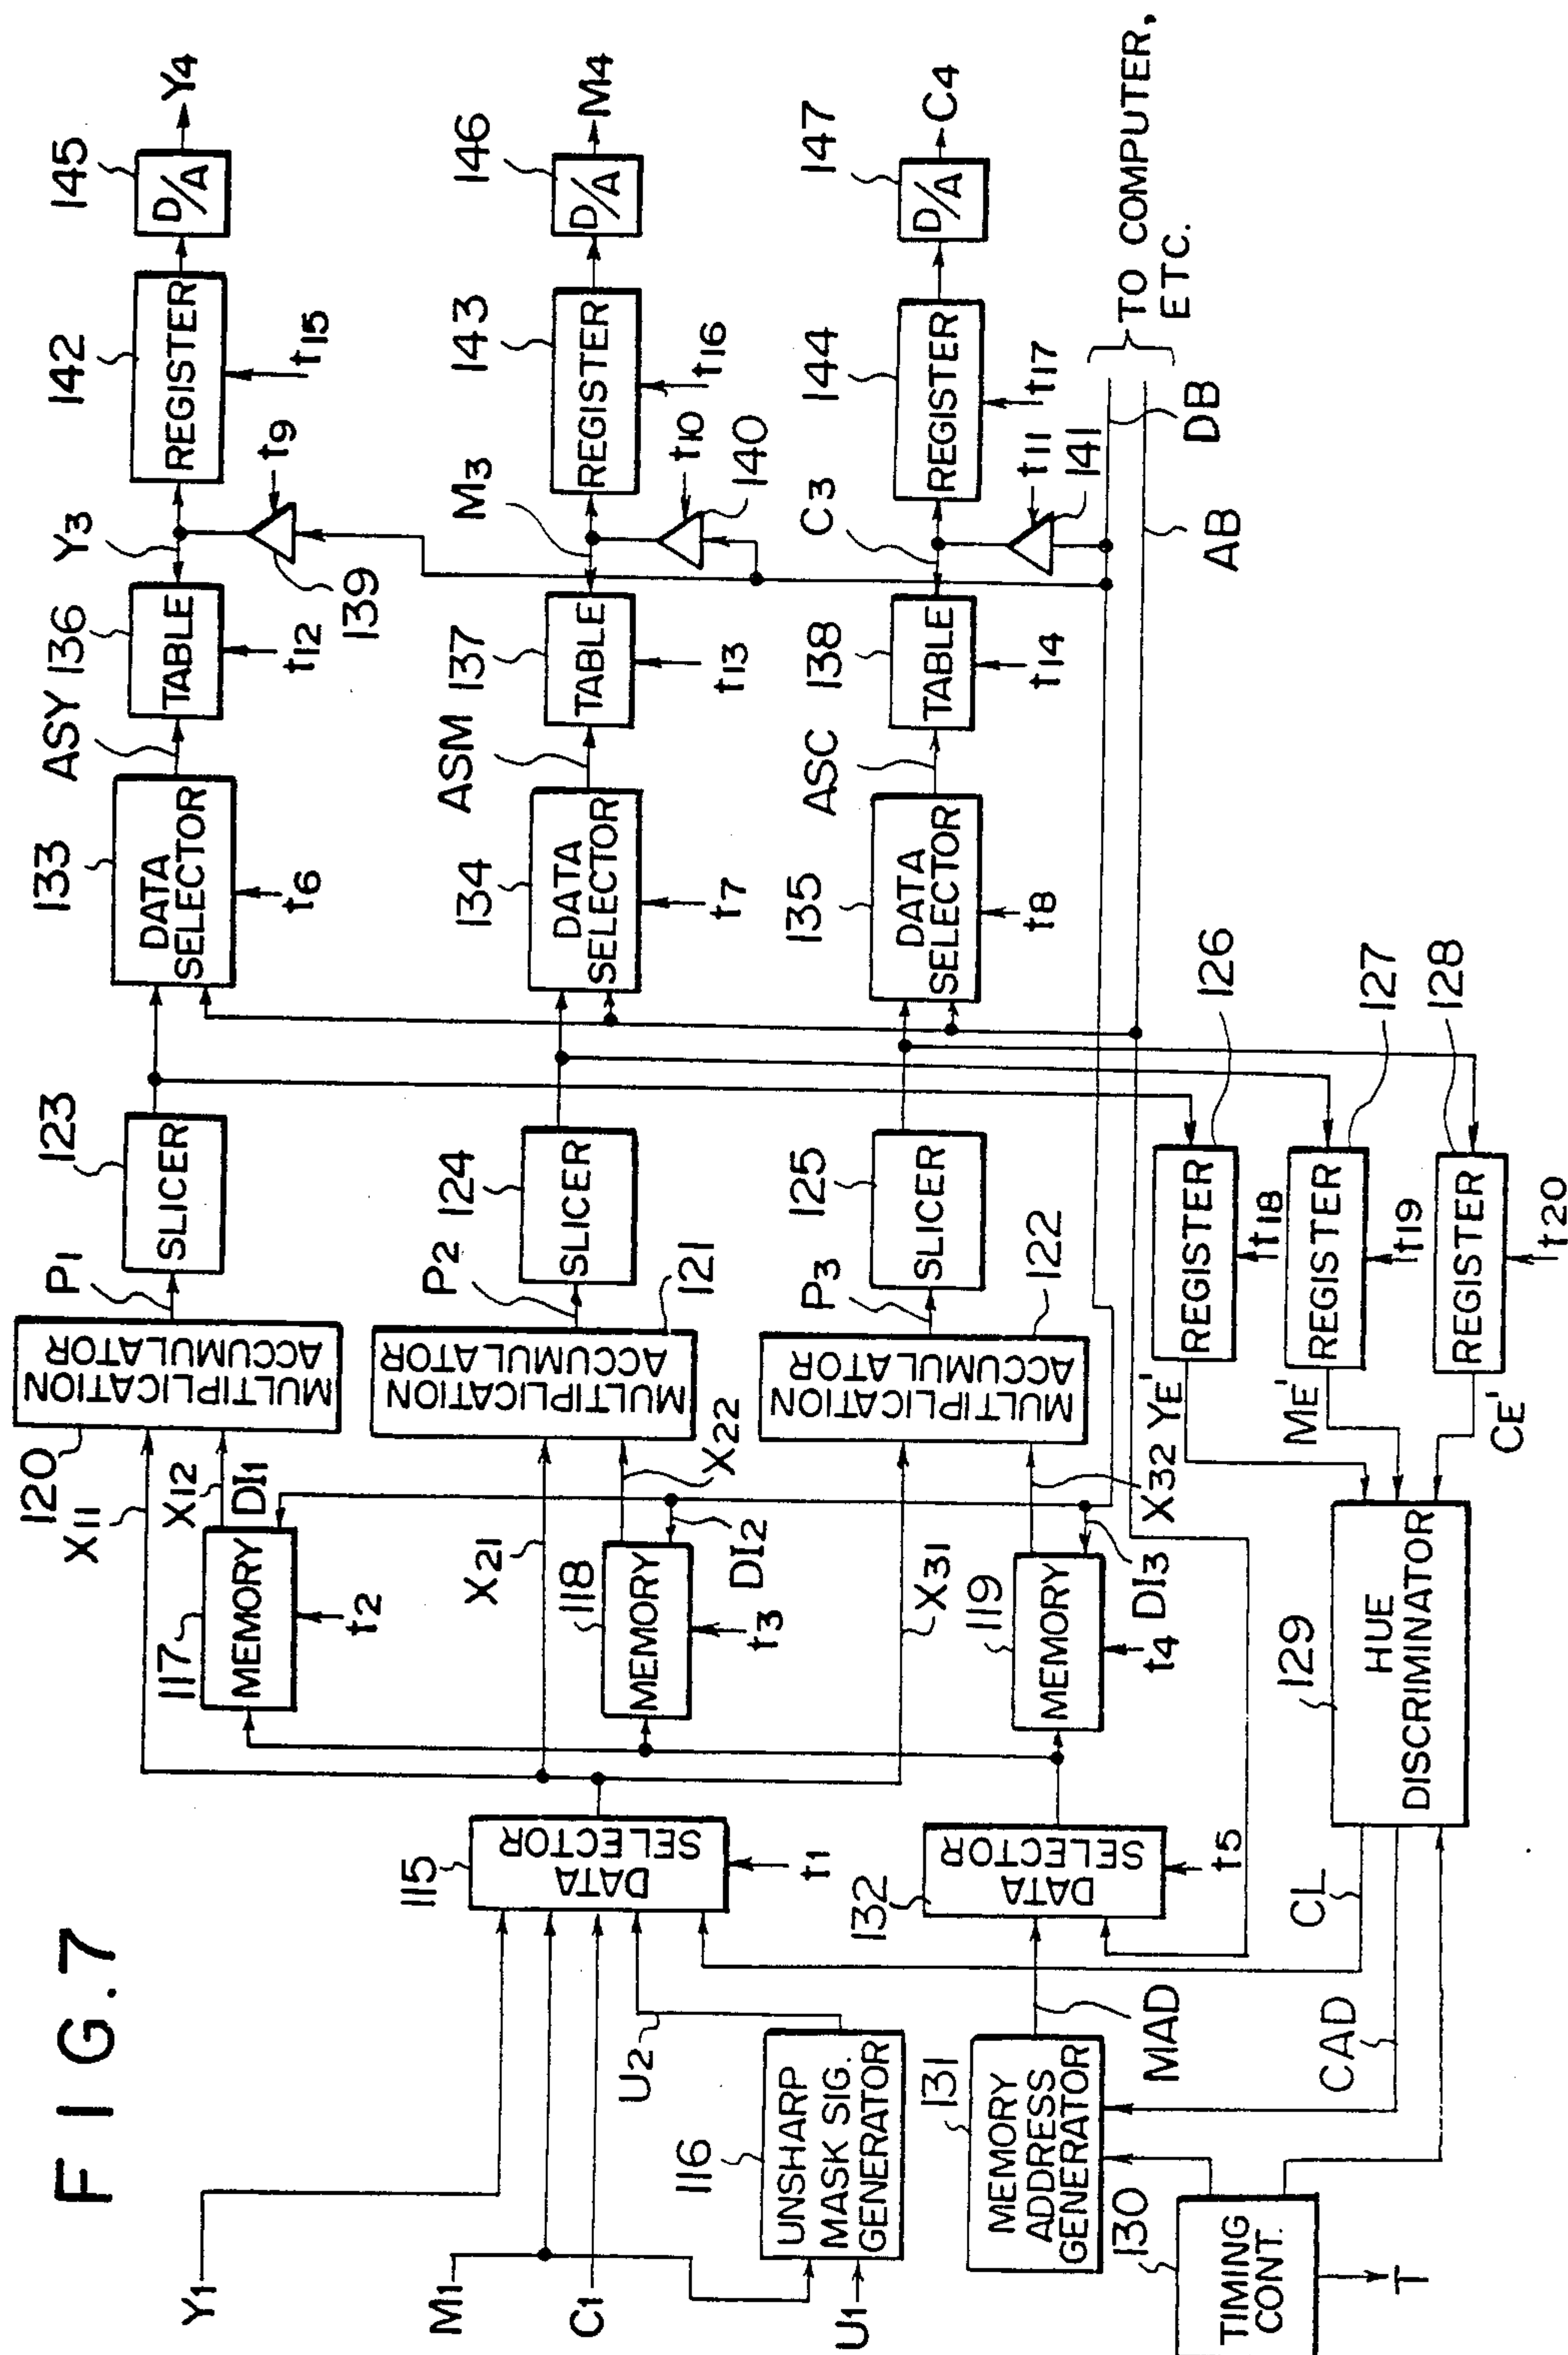 FIG.7
Y1
M1
C1
U1
116
UNSHARP
MASK SIG.
GENERATOR
U2
130
TIMING
CONT.
T
131
MEMORY
ADDRESS
GENERATOR
MAD
CAD
CL
115
DATA
SELECTOR
t1
132
DATA
SELECTOR
t5
129
HUE
DISCRIMINATOR
117
MEMORY
t2
118
MEMORY
t3
119
MEMORY
t4
X11
X12
DI1
X21
X22
DI2
X31
X32
DI3
120
MULTIPLICATION
ACCUMULATOR
P1
121
MULTIPLICATION
ACCUMULATOR
P2
122
MULTIPLICATION
ACCUMULATOR
P3
123
SLICER
124
SLICER
125
SLICER
YE'
ME'
CE'
126
REGISTER
t18
127
REGISTER
t19
128
REGISTER
t20
133
DATA
SELECTOR
t6
134
DATA
SELECTOR
t7
135
DATA
SELECTOR
t8
ASY
ASM
ASC
136
TABLE
t12
137
TABLE
t13
138
TABLE
t14
Y3
139
t9
M3
140
t10
C3
141
t11
142
REGISTER
t15
143
REGISTER
t16
144
REGISTER
t17
145
D/A
Y4
146
D/A
M4
147
D/A
C4
AB
DB
TO COMPUTER,
ETC.